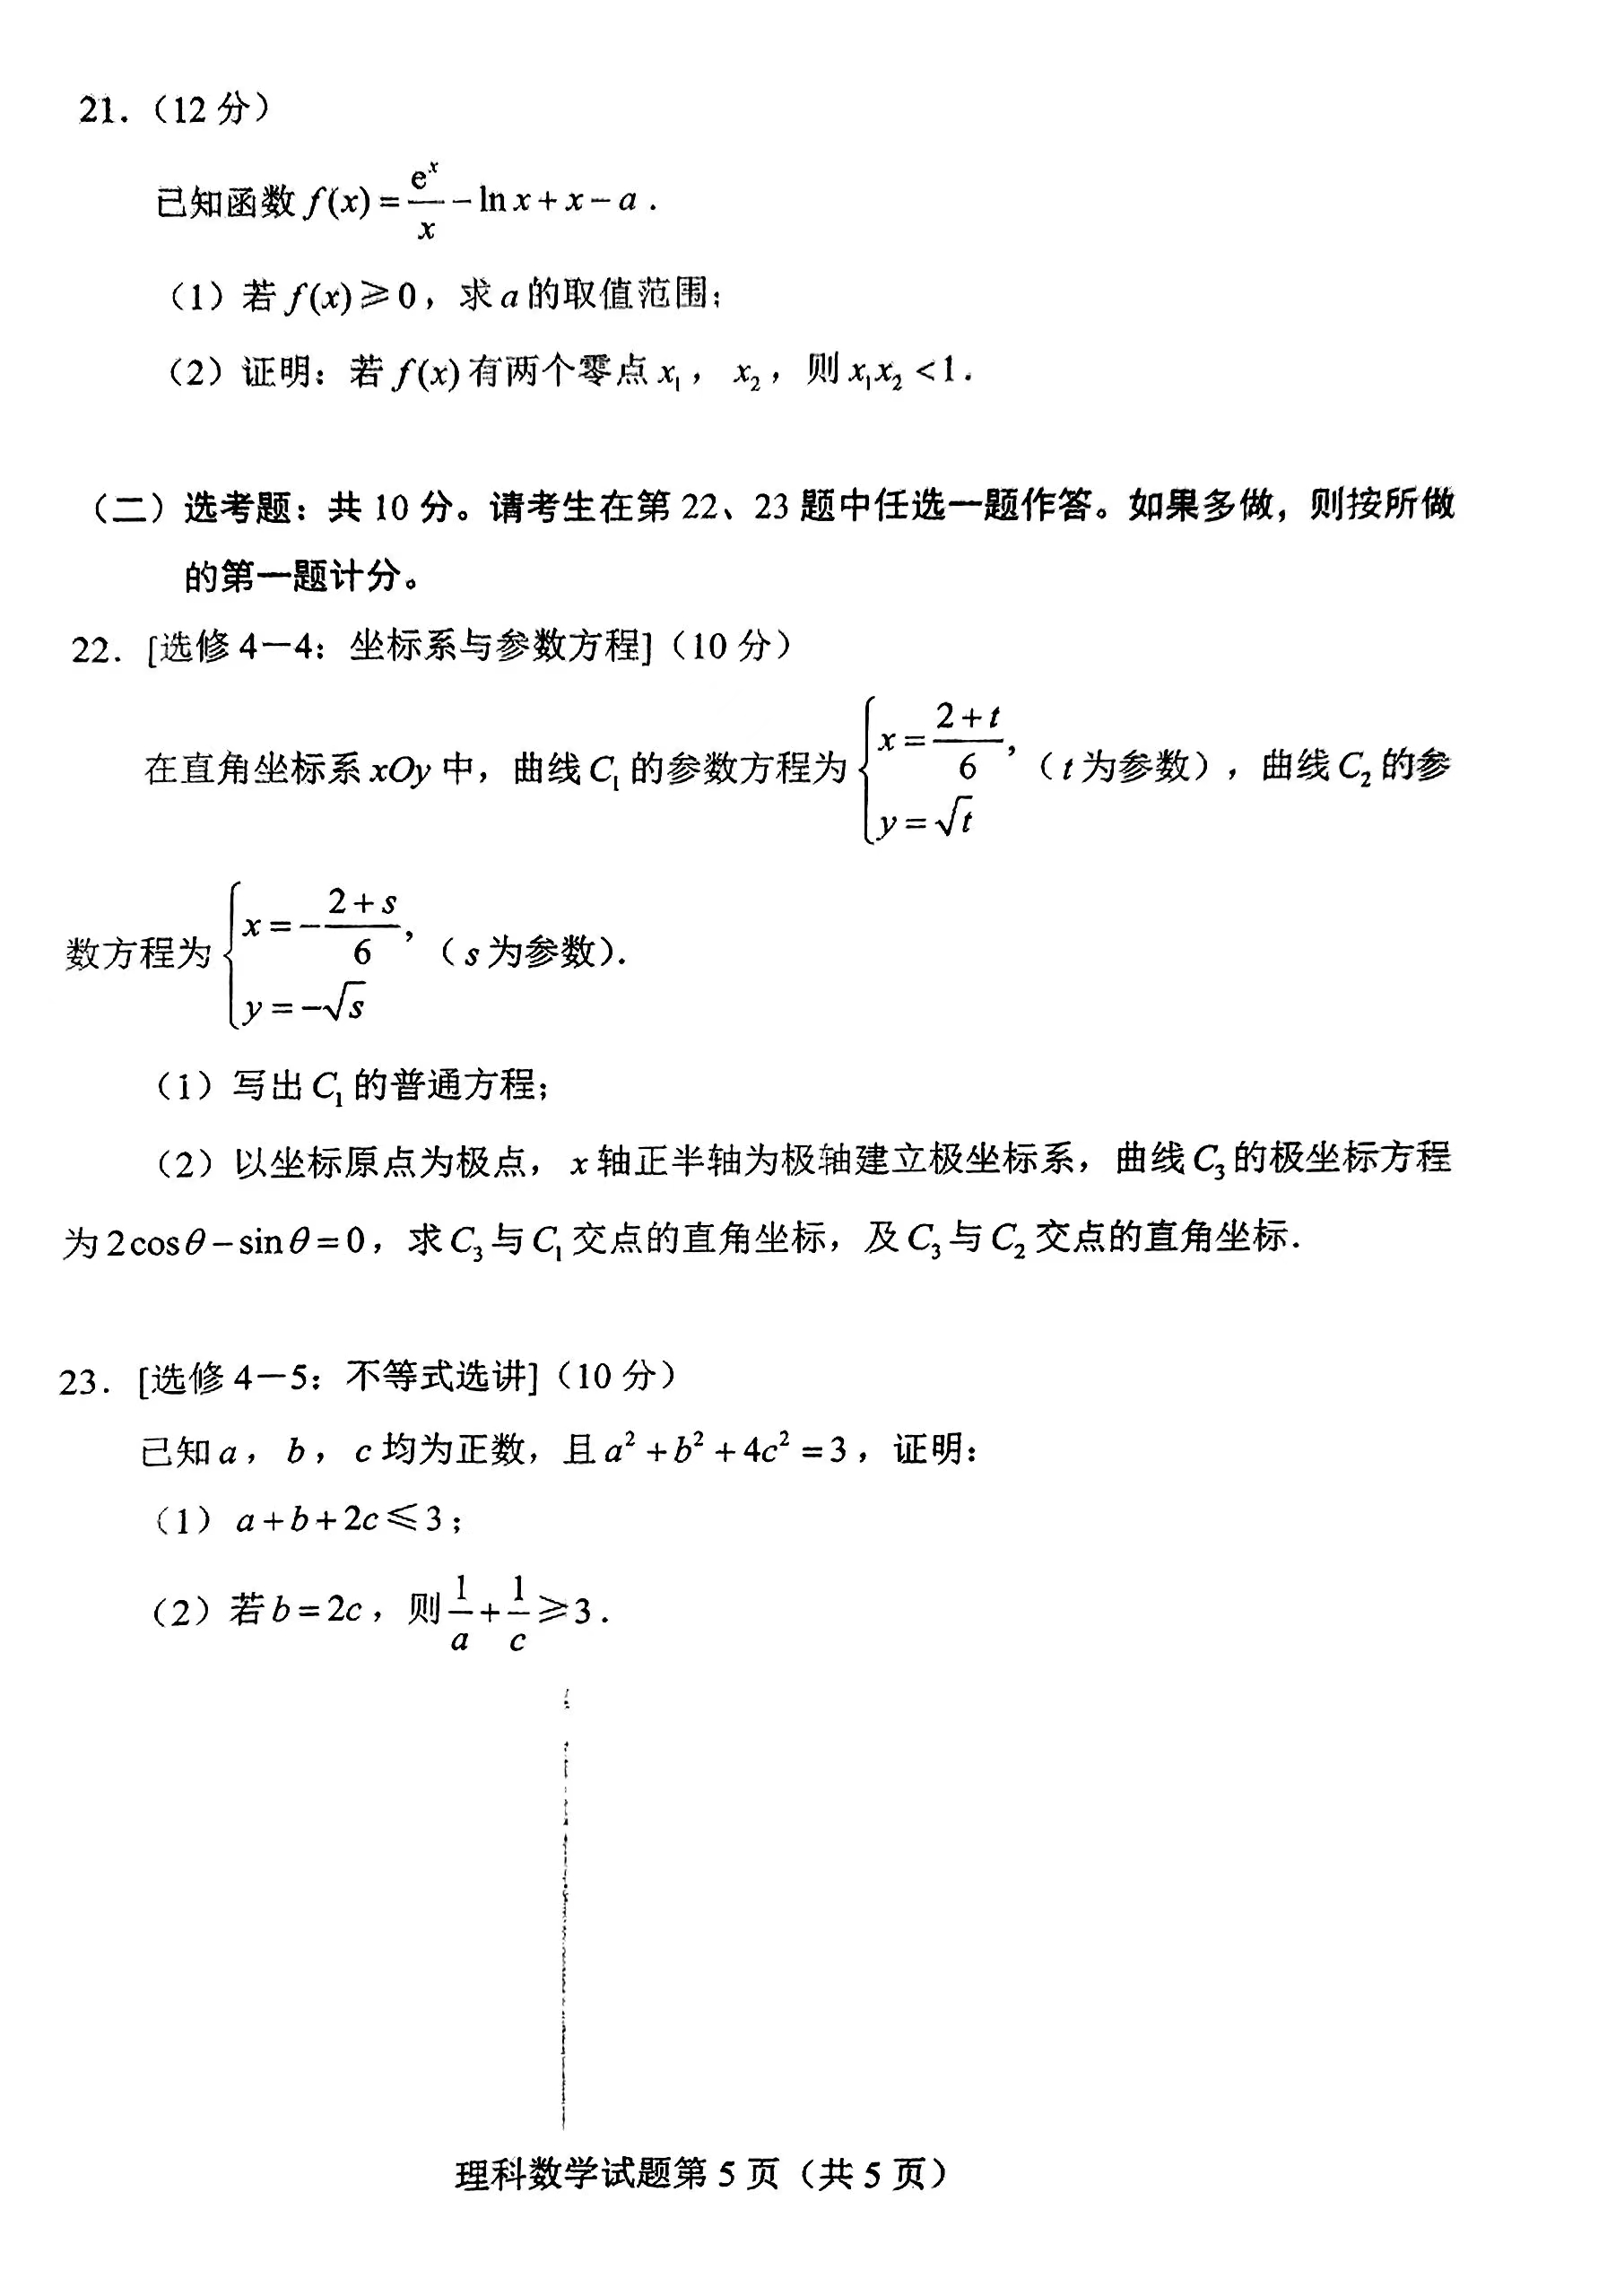 21.（12 分）
已知函数 f(x) = e^x/x − ln x + x − a .
（1）若 f(x) ⩾ 0，求 a 的取值范围；
（2）证明：若 f(x) 有两个零点 x₁， x₂，则 x₁x₂ < 1.
（二）选考题：共 10 分。请考生在第 22、23 题中任选一题作答。如果多做，则按所做
的第一题计分。
22. [选修 4—4：坐标系与参数方程]（10 分）
在直角坐标系 xOy 中，曲线 C₁ 的参数方程为 { x = (2+t)/6, y = √t （t 为参数），曲线 C₂ 的参
数方程为 { x = −(2+s)/6, y = −√s （s 为参数）.
（1）写出 C₁ 的普通方程；
（2）以坐标原点为极点，x 轴正半轴为极轴建立极坐标系，曲线 C₃ 的极坐标方程
为 2cosθ − sinθ = 0，求 C₃ 与 C₁ 交点的直角坐标，及 C₃ 与 C₂ 交点的直角坐标.
23. [选修 4—5：不等式选讲]（10 分）
已知 a， b， c 均为正数，且 a² + b² + 4c² = 3，证明：
（1）a + b + 2c ⩽ 3；
（2）若 b = 2c，则 1/a + 1/c ⩾ 3.
理科数学试题第 5 页（共 5 页）